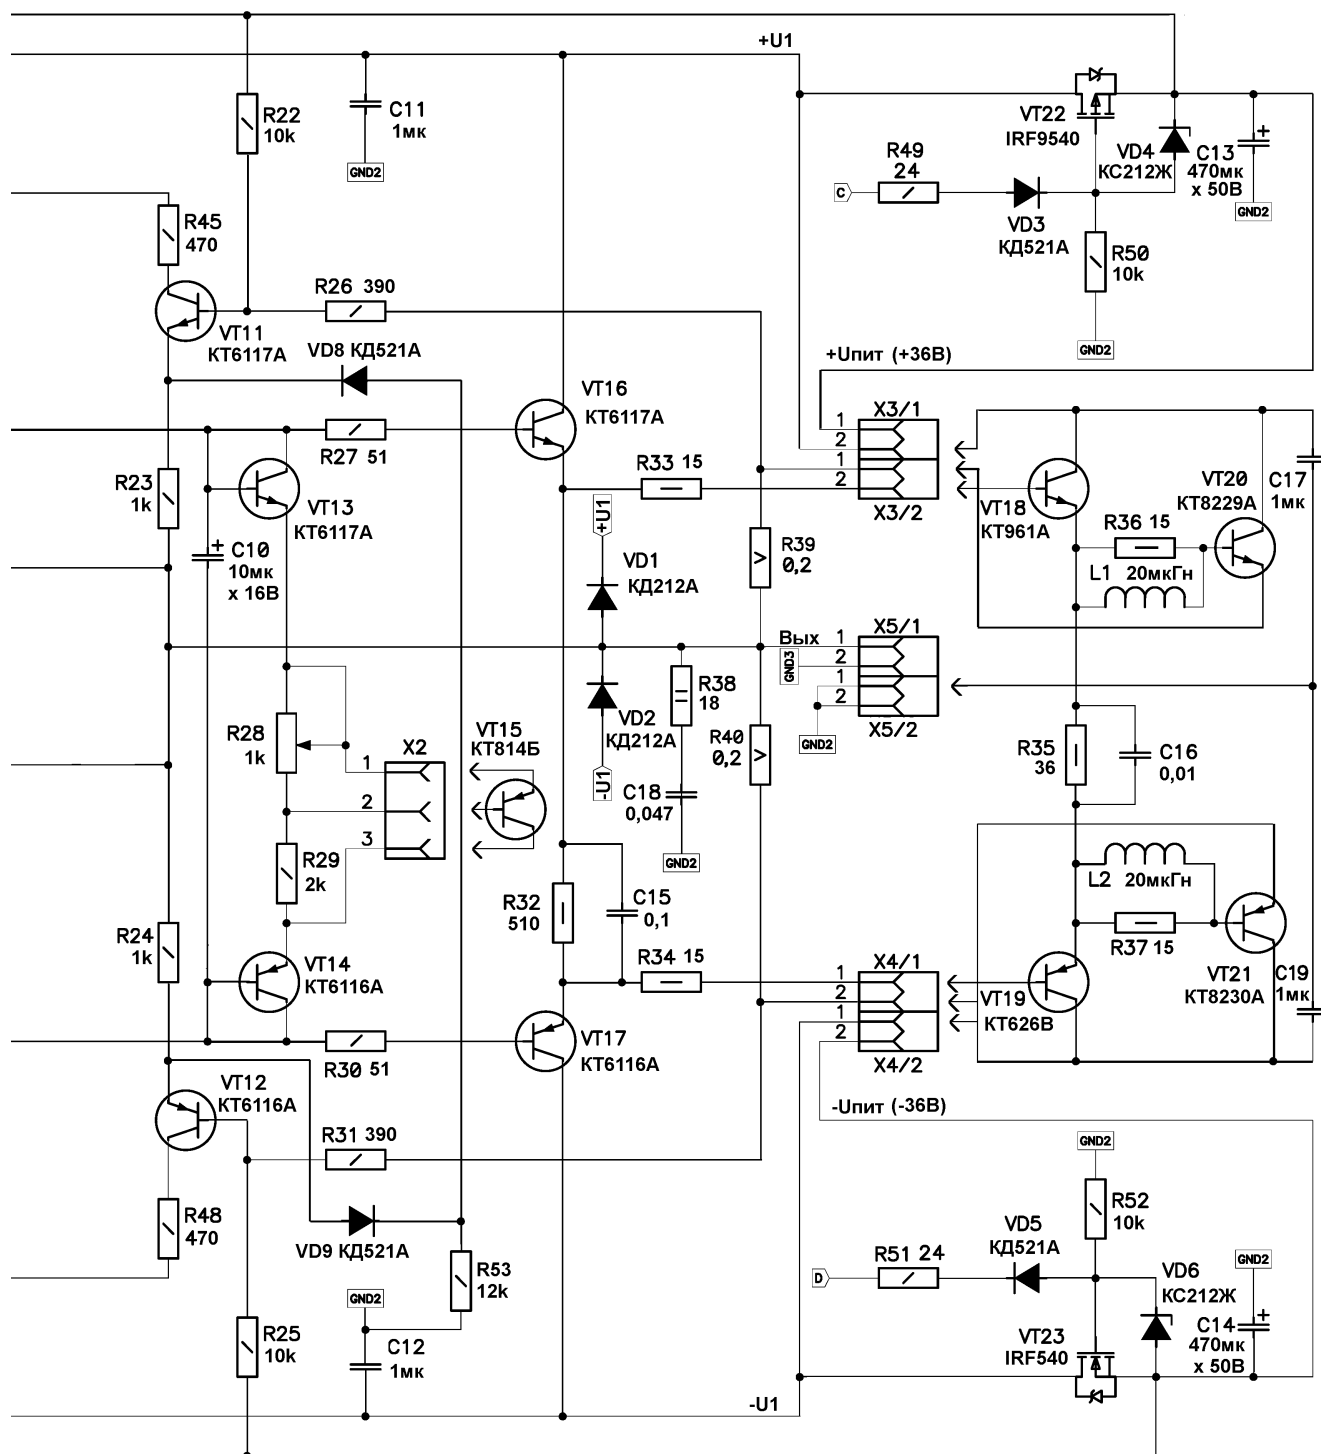 +U1
R22
10k
C11
1мк
GND2
VT22
IRF9540
R49
24
C
VD3
КД521А
VD4
КС212Ж
C13
470мк
x 50В
GND2
R50
10k
GND2
R45
470
VT11
КТ6117А
R26 390
VD8 КД521А
VT16
КТ6117А
+Uпит (+36В)
X3/1
1
2
1
2
X3/2
R27 51
R33 15
R23
1k
VT13
КТ6117А
C10
+
10мк
x 16В
+U1
VD1
КД212А
R39
0,2
VT18
КТ961А
R36 15
L1 20мкГн
VT20
КТ8229А
C17
1мк
Вых
X5/1
1
2
1
2
X5/2
GND3
GND2
R38
18
VD2
КД212А
-U1
R40
0,2
C18
0,047
GND2
R28
1k
X2
1
2
3
VT15
КТ814Б
R29
2k
R35
36
C16
0,01
L2 20мкГн
R37 15
VT21
КТ8230А
C19
1мк
R32
510
C15
0,1
R34 15
R24
1k
VT14
КТ6116А
X4/1
1
2
1
2
X4/2
VT19
КТ626В
R30 51
VT17
КТ6116А
VT12
КТ6116А
R31 390
-Uпит (-36В)
GND2
R52
10k
R48
470
VD9 КД521А
R53
12k
GND2
C12
1мк
R25
10k
D
R51 24
VD5
КД521А
VD6
КС212Ж
GND2
C14
+
470мк
x 50В
VT23
IRF540
-U1